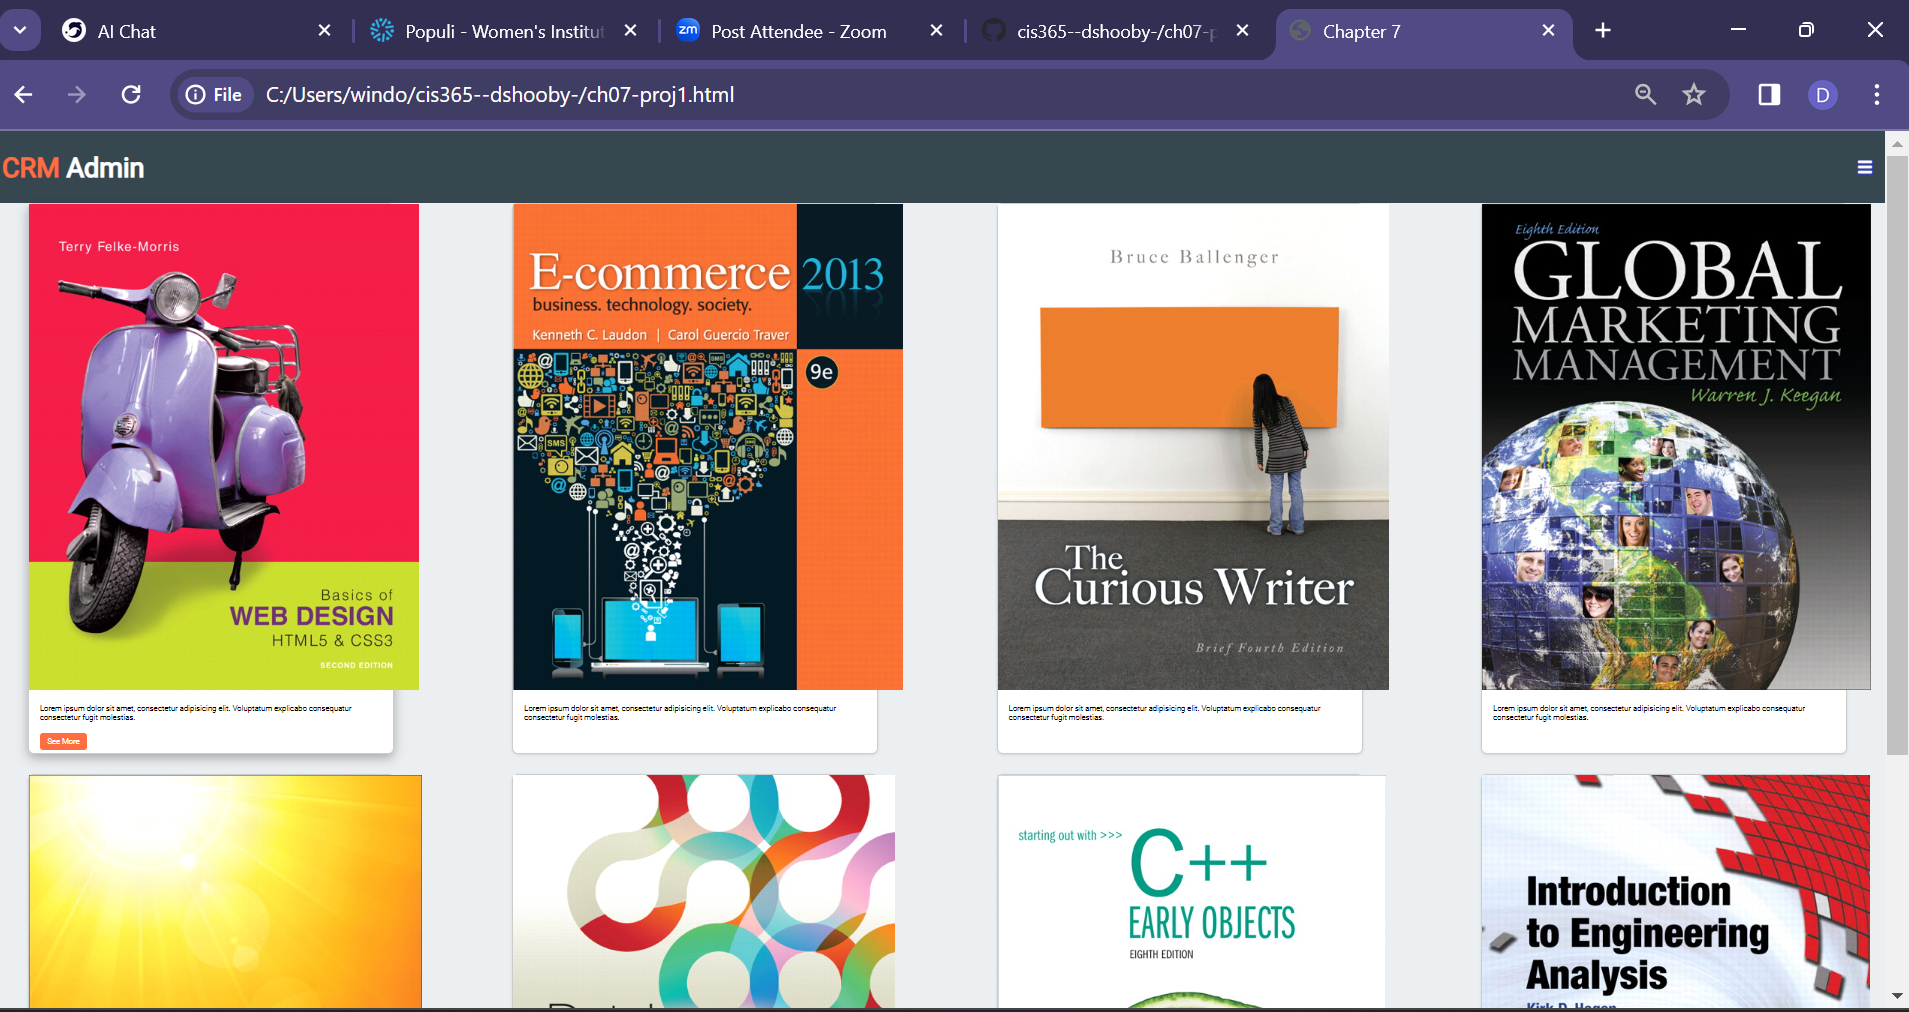 AI Chat
Populi - Women's Institut
zm
Post Attendee - Zoom
cis365--dshooby-/ch07-p
Chapter 7
File
C:/Users/windo/cis365--dshooby-/ch07-proj1.html
D
CRM Admin
Terry Felke-Morris
Basics of
WEB DESIGN
HTML5 & CSS3
SECOND EDITION
Lorem ipsum dolor sit amet, consectetur adipisicing elit. Voluptatum explicabo consequatur
consectetur fugit molestias.
See More
E-commerce 2013
business. technology. society.
Kenneth C. Laudon | Carol Guercio Traver
9e
SMS
SMS
Lorem ipsum dolor sit amet, consectetur adipisicing elit. Voluptatum explicabo consequatur
consectetur fugit molestias.
Bruce Ballenger
The
Curious Writer
Brief Fourth Edition
Lorem ipsum dolor sit amet, consectetur adipisicing elit. Voluptatum explicabo consequatur
consectetur fugit molestias.
Eighth Edition
GLOBAL
MARKETING
MANAGEMENT
Warren J. Keegan
Lorem ipsum dolor sit amet, consectetur adipisicing elit. Voluptatum explicabo consequatur
consectetur fugit molestias.
starting out with >>>
C++
EARLY OBJECTS
EIGHTH EDITION
Introduction
to Engineering
Analysis